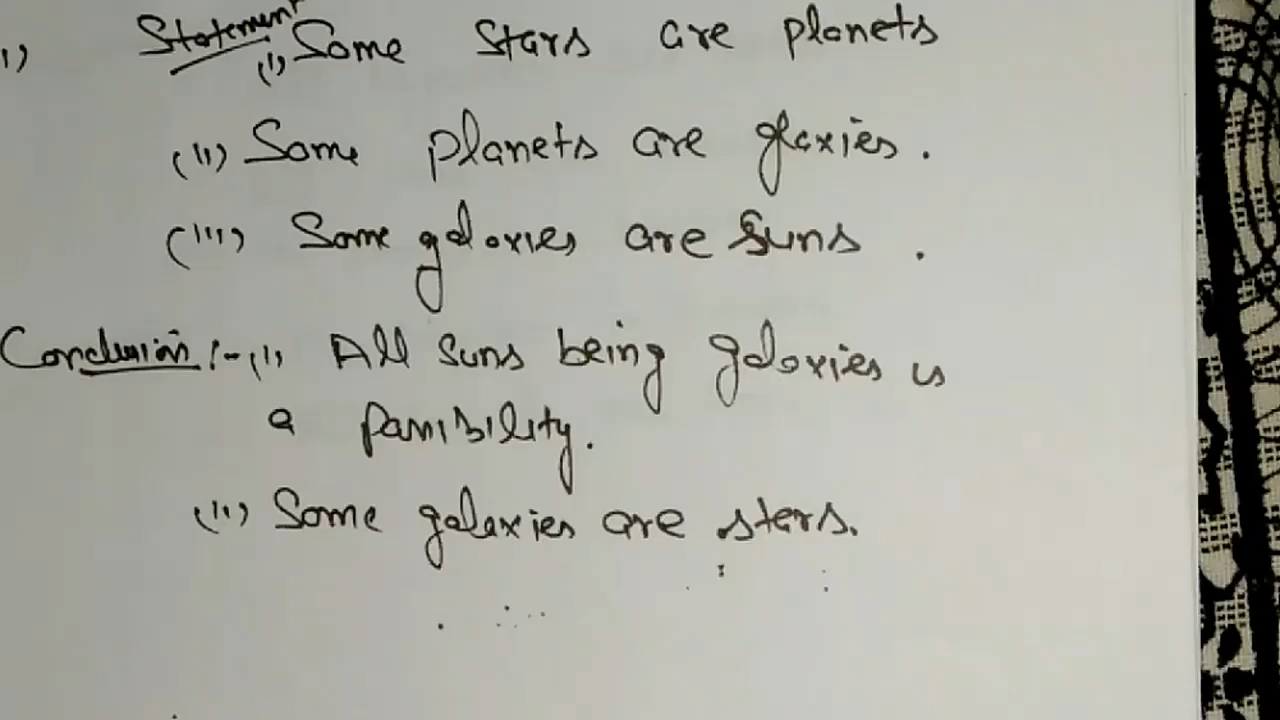 1) Statement (i) Some stars are planets
(ii) Some planets are glaxies.
(iii) Some galaxies are Suns.
Conclusion :- (i) All suns being galaxies is
a possibility.
(ii) Some galaxies are stars.